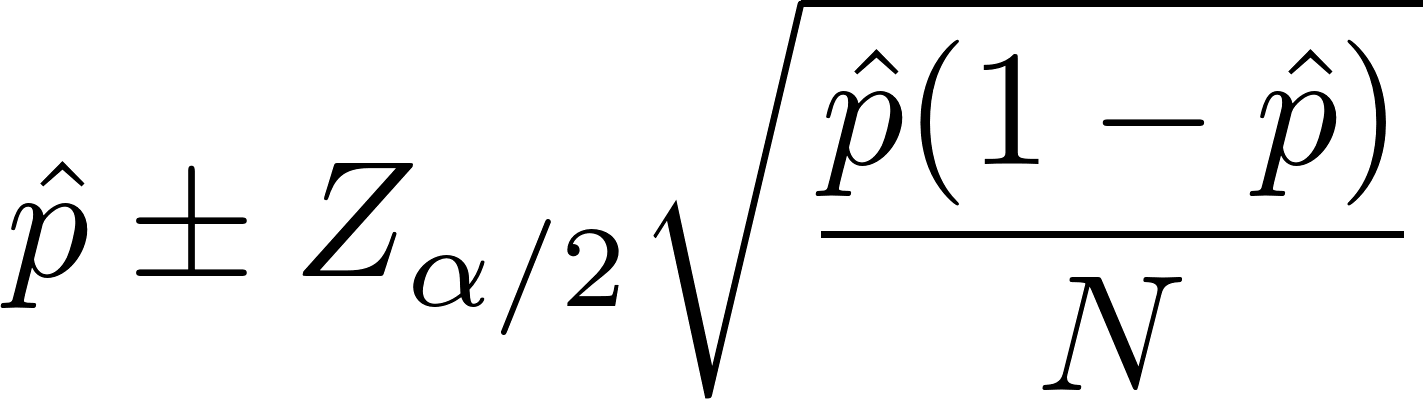 p̂ ± Z_{α/2} √(p̂(1 − p̂)/N)